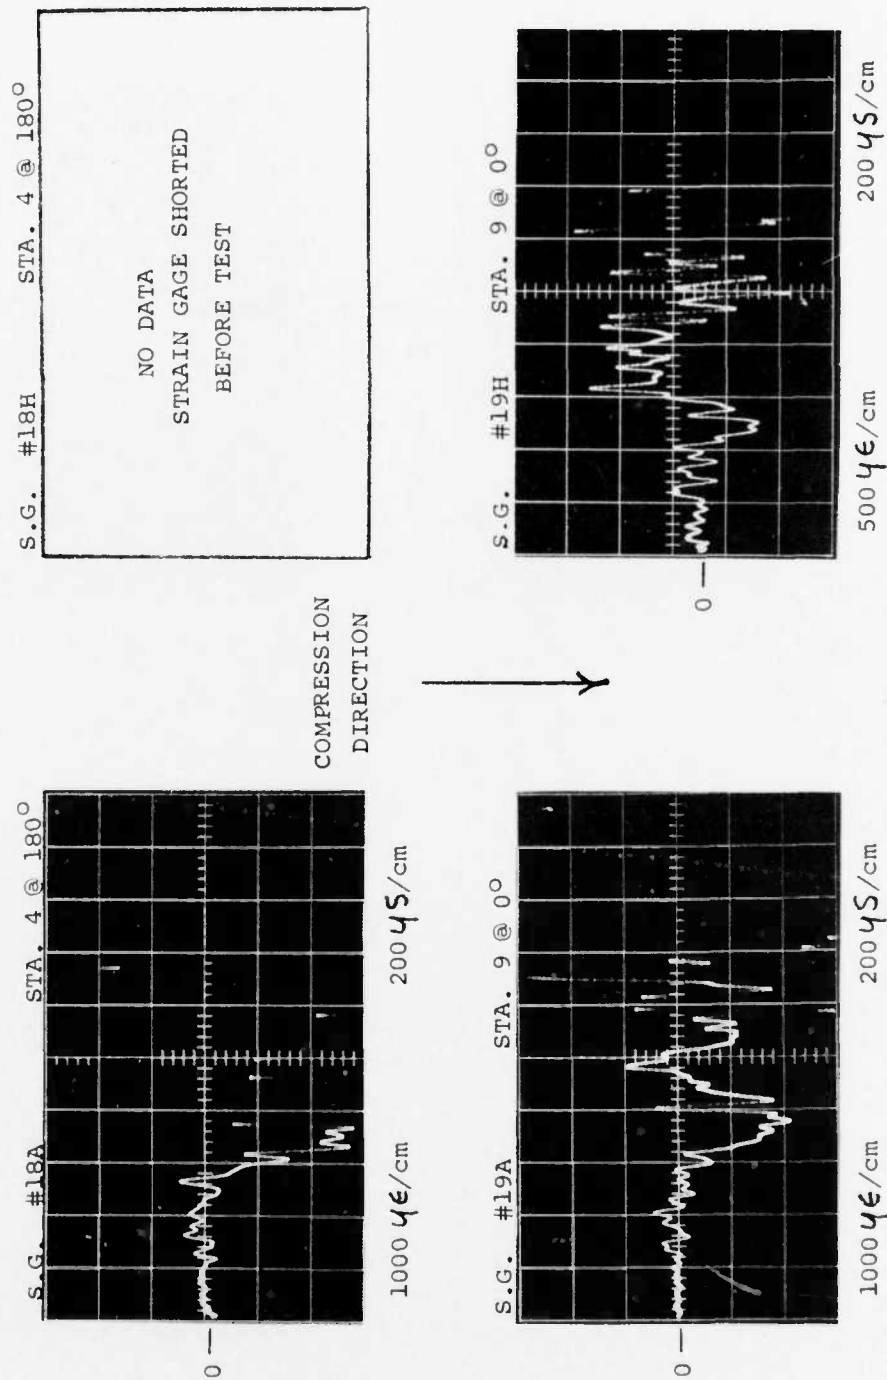 S.G. #18A STA. 4 @ 180°
0
1000 με/cm 200 μS/cm
S.G. #18H STA. 4 @ 180°
NO DATA
STRAIN GAGE SHORTED
BEFORE TEST
COMPRESSION
DIRECTION
S.G. #19A STA. 9 @ 0°
0
1000 με/cm 200 μS/cm
S.G. #19H STA. 9 @ 0°
0
500 με/cm 200 μS/cm